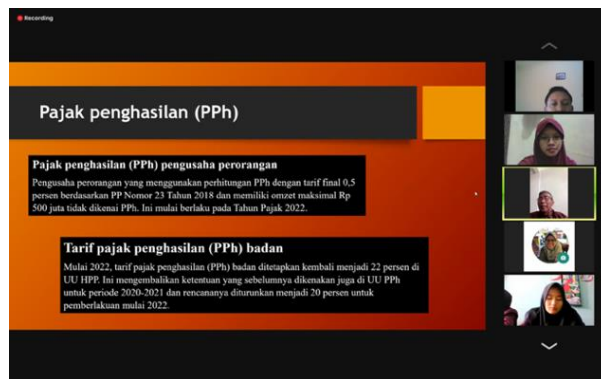 Recording
Pajak penghasilan (PPh)
Pajak penghasilan (PPh) pengusaha perorangan
Pengusaha perorangan yang menggunakan perhitungan PPh dengan tarif final 0,5
persen berdasarkan PP Nomor 23 Tahun 2018 dan memiliki omzet maksimal Rp
500 juta tidak dikenai PPh. Ini mulai berlaku pada Tahun Pajak 2022.
Tarif pajak penghasilan (PPh) badan
Mulai 2022, tarif pajak penghasilan (PPh) badan ditetapkan kembali menjadi 22 persen di
UU HPP. Ini mengembalikan ketentuan yang sebelumnya dikenakan juga di UU PPh
untuk periode 2020-2021 dan rencananya diturunkan menjadi 20 persen untuk
pemberlakuan mulai 2022.